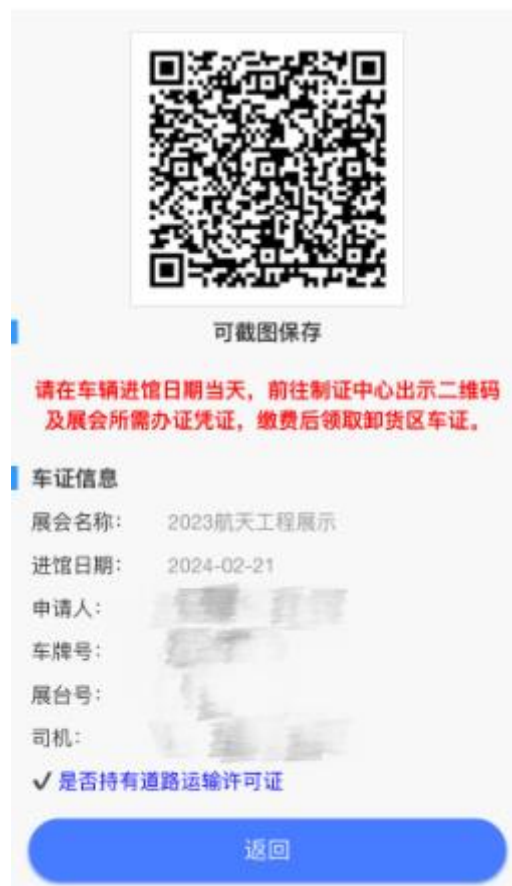 可截图保存
请在车辆进馆日期当天，前往制证中心出示二维码
及展会所需办证凭证，缴费后领取卸货区车证。
车证信息
展会名称： 2023航天工程展示
进馆日期： 2024-02-21
申请人：
车牌号：
展台号：
司机：
✓ 是否持有道路运输许可证
返回